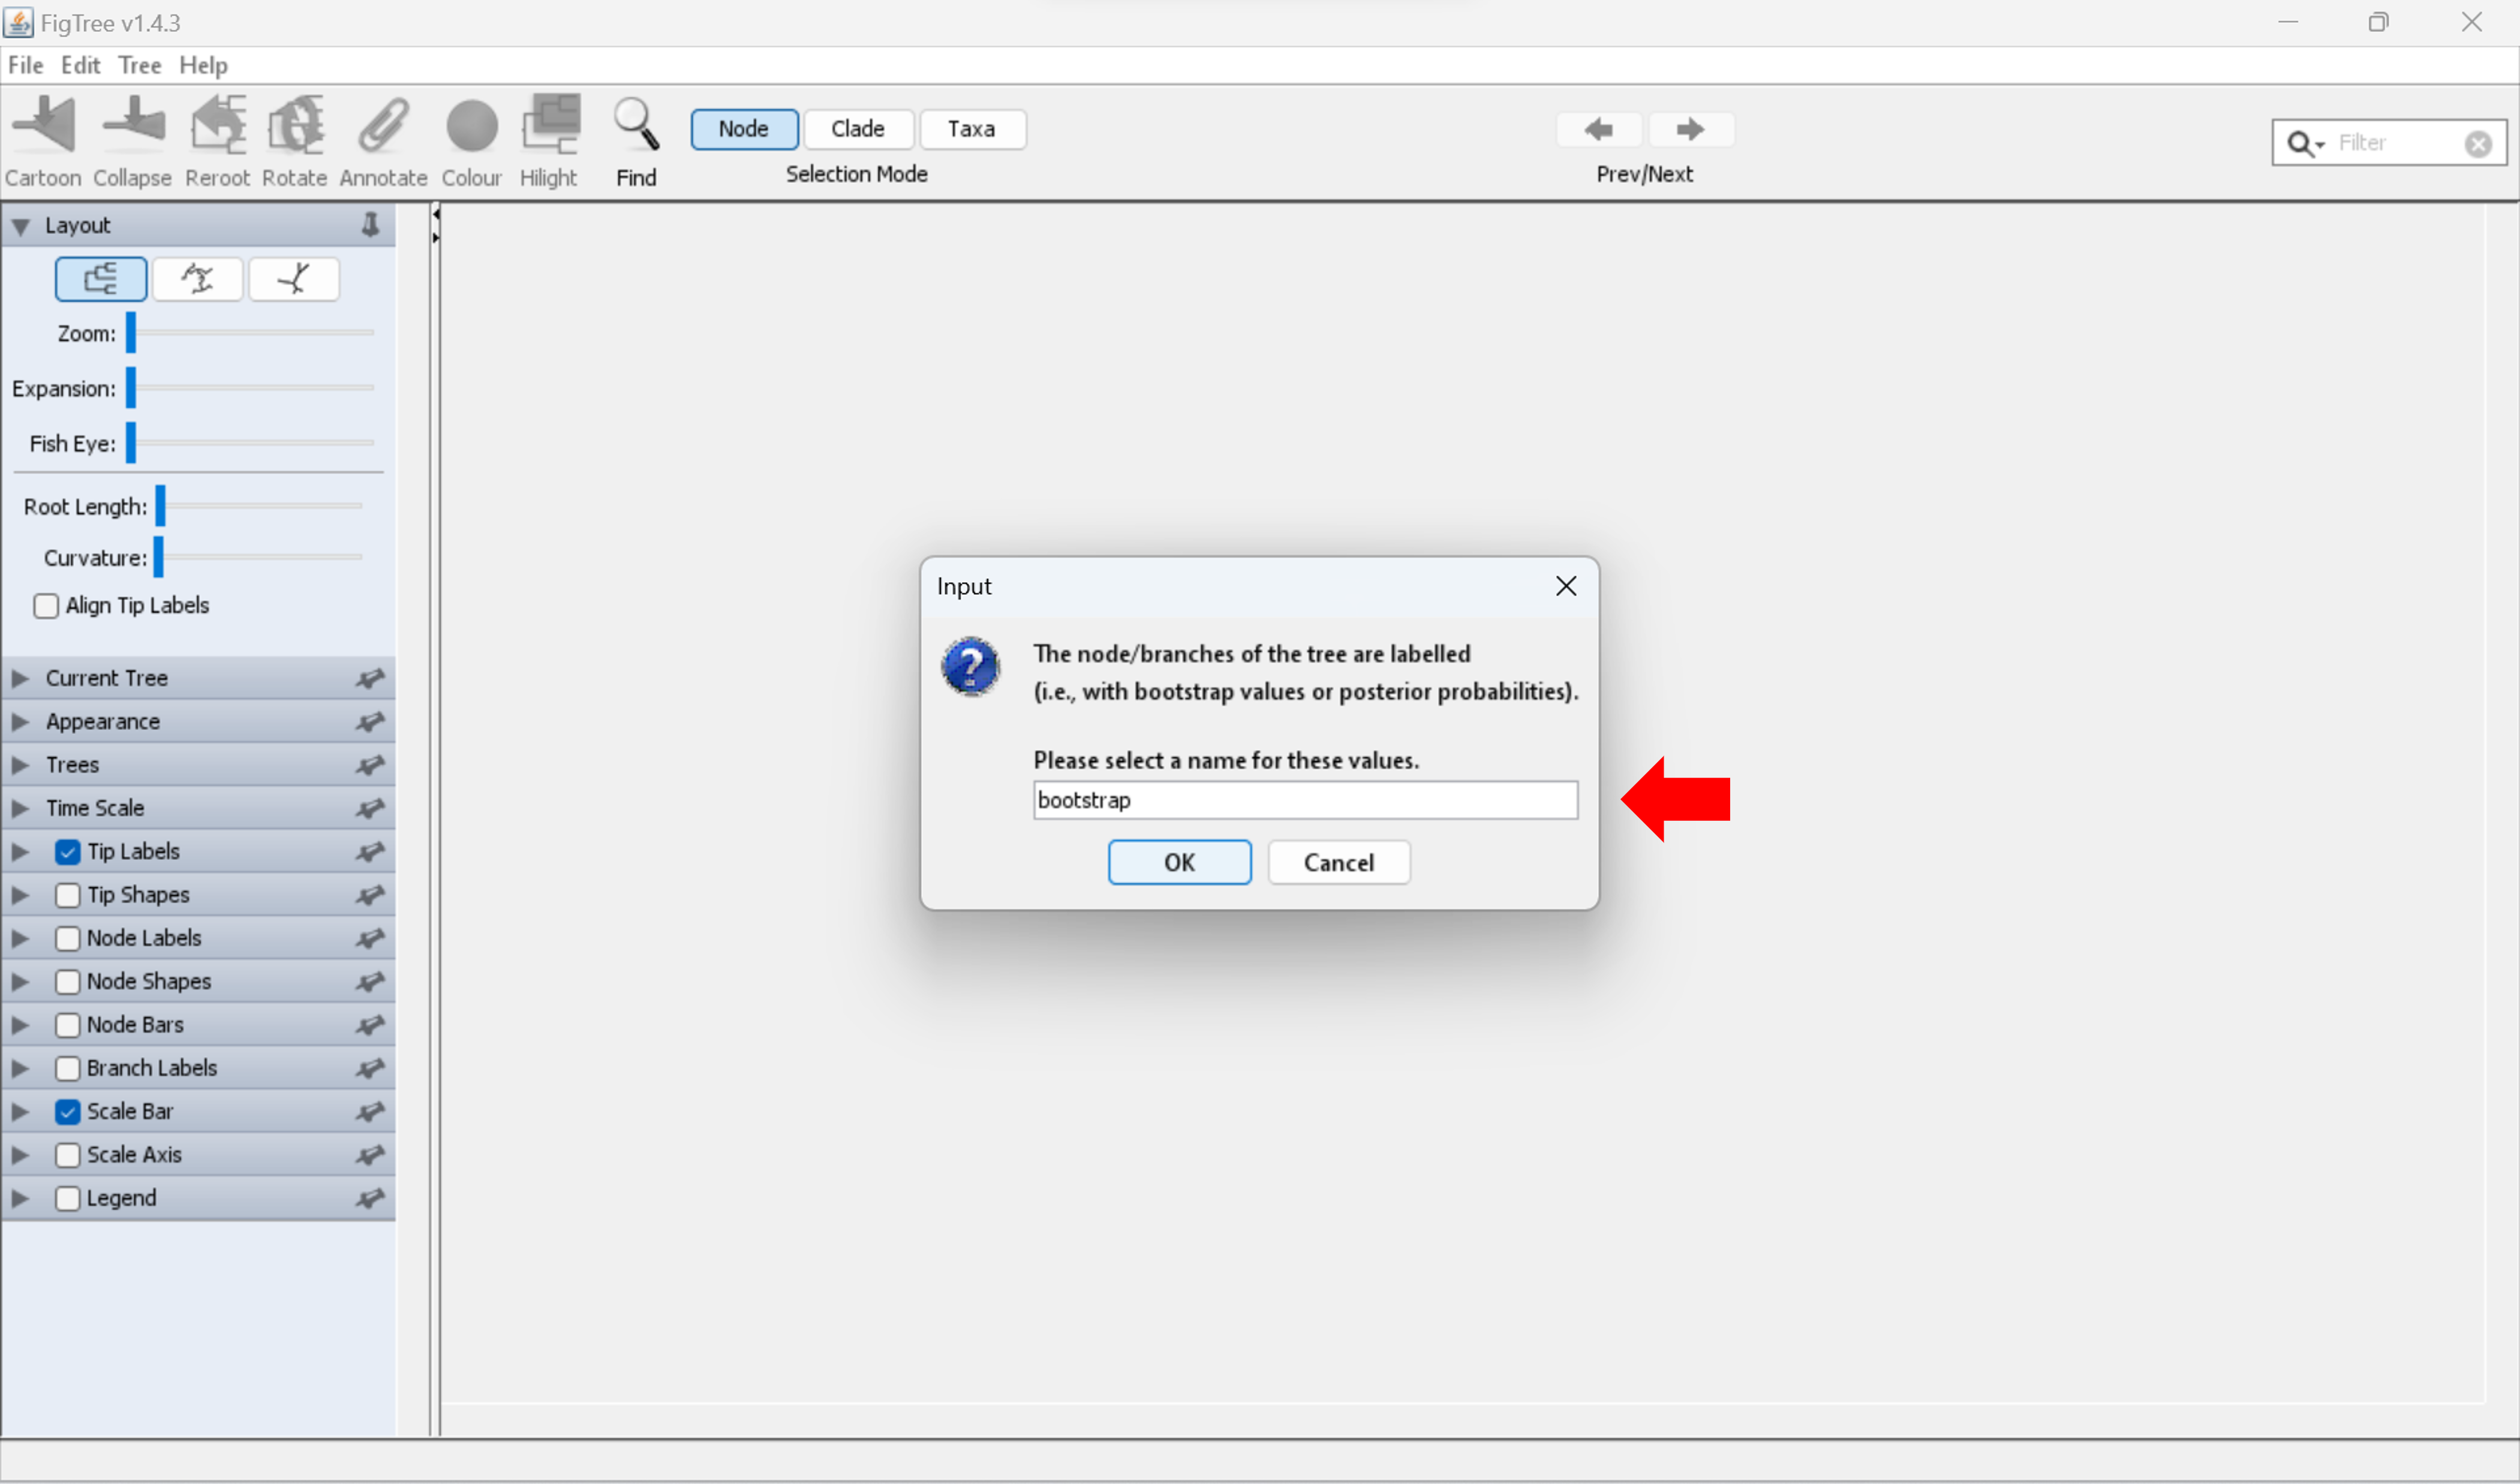 FigTree v1.4.3
File Edit Tree Help
Cartoon Collapse Reroot Rotate Annotate Colour Hilight Find
Node Clade Taxa
Selection Mode
Prev/Next
Filter
Layout
Zoom:
Expansion:
Fish Eye:
Root Length:
Curvature:
Align Tip Labels
Current Tree
Appearance
Trees
Time Scale
Tip Labels
Tip Shapes
Node Labels
Node Shapes
Node Bars
Branch Labels
Scale Bar
Scale Axis
Legend
Input
?
The node/branches of the tree are labelled
(i.e., with bootstrap values or posterior probabilities).
Please select a name for these values.
bootstrap
OK Cancel